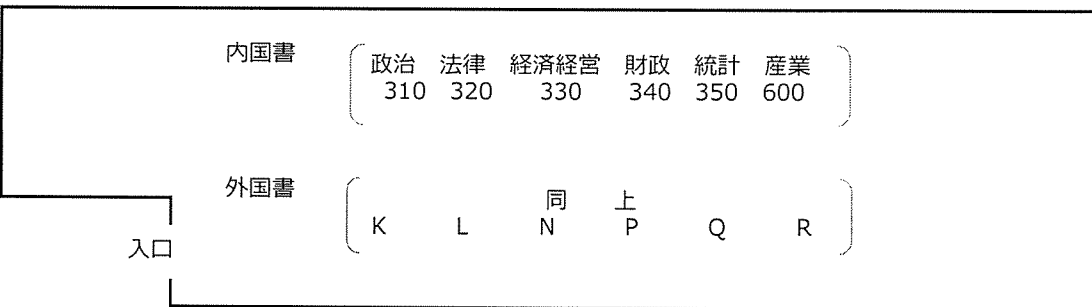 内国書
政治 法律 経済経営 財政 統計 産業
310 320 330 340 350 600
外国書
同 上
K L N P Q R
入口